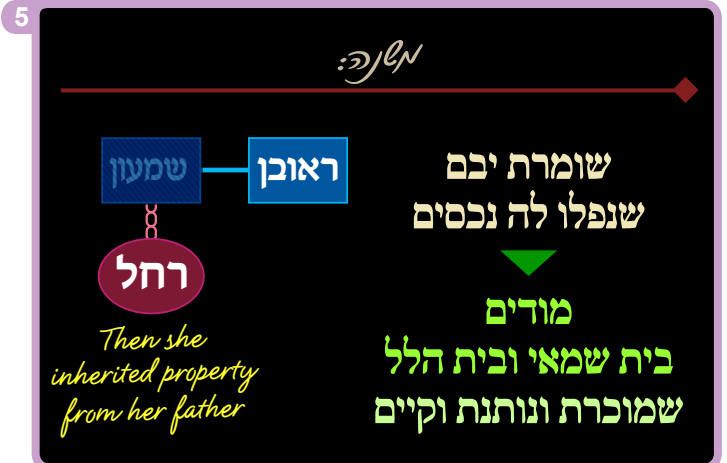 5
משנה:
שמעון
ראובן
רחל
Then she
inherited property
from her father
שומרת יבם
שנפלו לה נכסים
מודים
בית שמאי ובית הלל
שמוכרת ונותנת וקיים